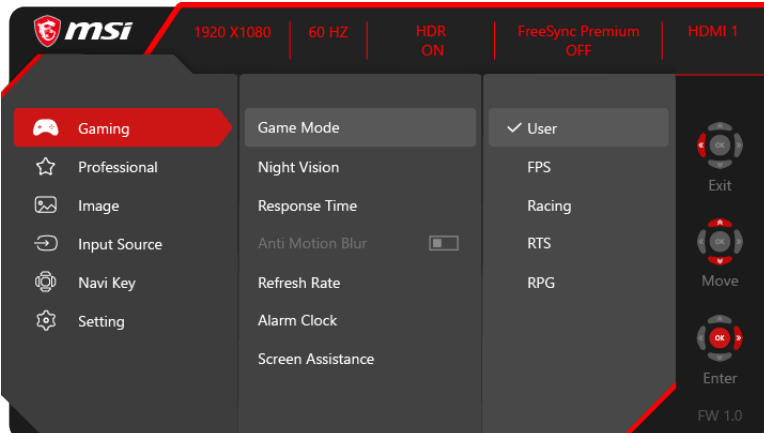 msi
1920 X1080 60 HZ HDR ON FreeSync Premium OFF HDMI 1
Gaming
Professional
Image
Input Source
Navi Key
Setting
Game Mode
Night Vision
Response Time
Anti Motion Blur
Refresh Rate
Alarm Clock
Screen Assistance
User
FPS
Racing
RTS
RPG
OK
Exit
OK
Move
OK
Enter
FW 1.0